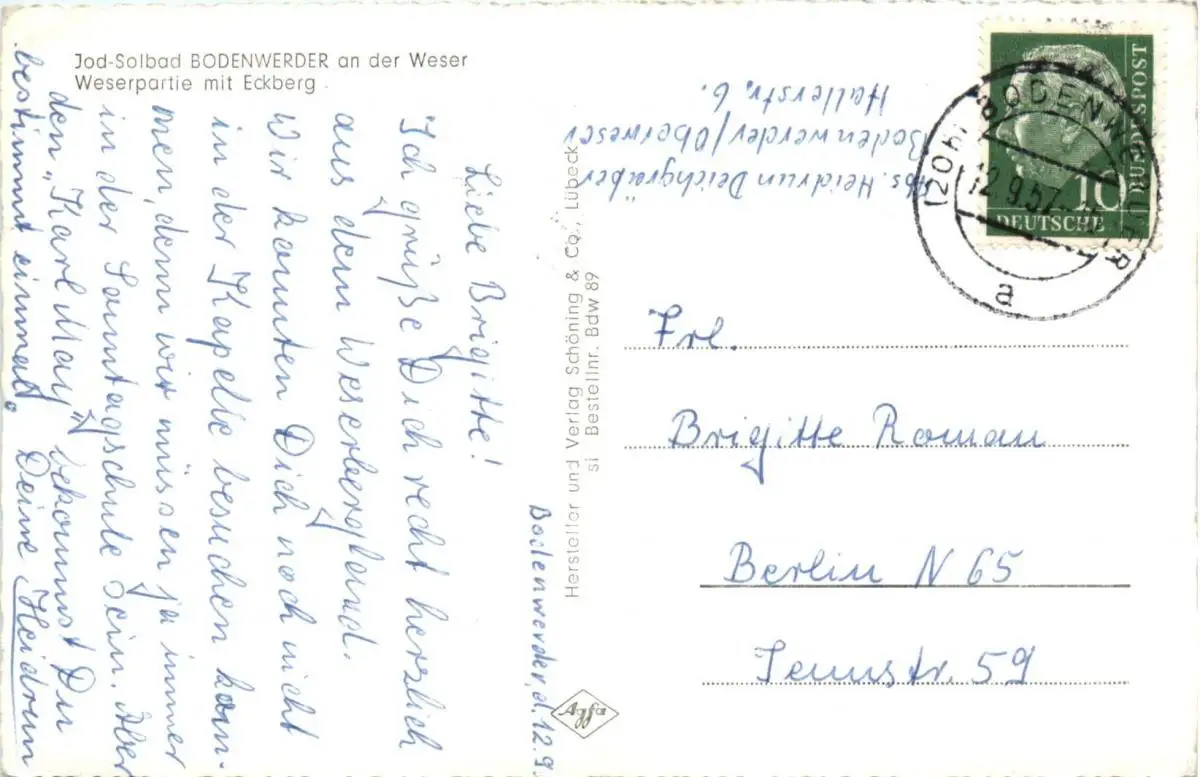 Jod-Solbad BODENWERDER an der Weser
Weserpartie mit Eckberg
Bodenwerder, d. 12.9.
Liebe Brigitte!
Ich grüße Dich recht herzlich
aus dem Weserbergland.
Wir konnten Dich noch nicht
in der Kapelle besuchen kom-
men, denn wir müssen ja immer
in der Sonntagschule sein. Aber
den „Karl May" bekommst Du
bestimmt einmal. Deine Heidrun
Hersteller und Verlag Schöning & Co., Lübeck
si Bestellnr. Bdw 89
Agfa
Abs. Heidrun Deichgräber
Bodenwerder/Oberweser
Hallerstr. 6.
DEUTSCHE
BUNDESPOST
10
BODENWERDER
12.9.57
a
Frl.
Brigitte Roman
Berlin N 65